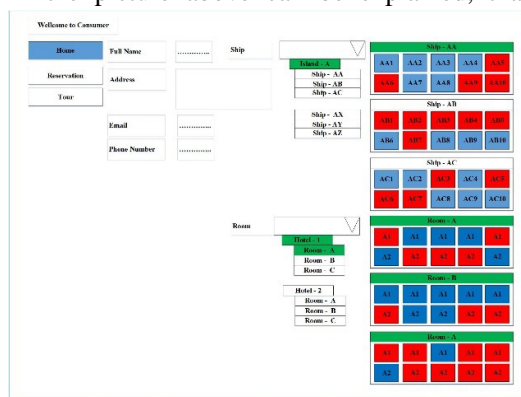 Welcome to Consumer
Home
Reservation
Tour
Full Name
.............
Address
Email
.............
Phone Number
.............
Ship
Island - A
Ship - AA
Ship - AB
Ship - AC
Ship - AX
Ship - AY
Ship - AZ
Room
Hotel - 1
Room - A
Room - B
Room - C
Hotel - 2
Room - A
Room - B
Room - C
Ship - AA
AA1 AA2 AA3 AA4 AA5
AA6 AA7 AA8 AA9 AA10
Ship - AB
AB1 AB2 AB3 AB4 AB5
AB6 AB7 AB8 AB9 AB10
Ship - AC
AC1 AC2 AC3 AC4 AC5
AC6 AC7 AC8 AC9 AC10
Room - A
A1 A1 A1 A1 A1
A2 A2 A2 A2 A2
Room - B
A1 A1 A1 A1 A1
A2 A2 A2 A2 A2
Room - A
A1 A1 A1 A1 A1
A2 A2 A2 A2 A2